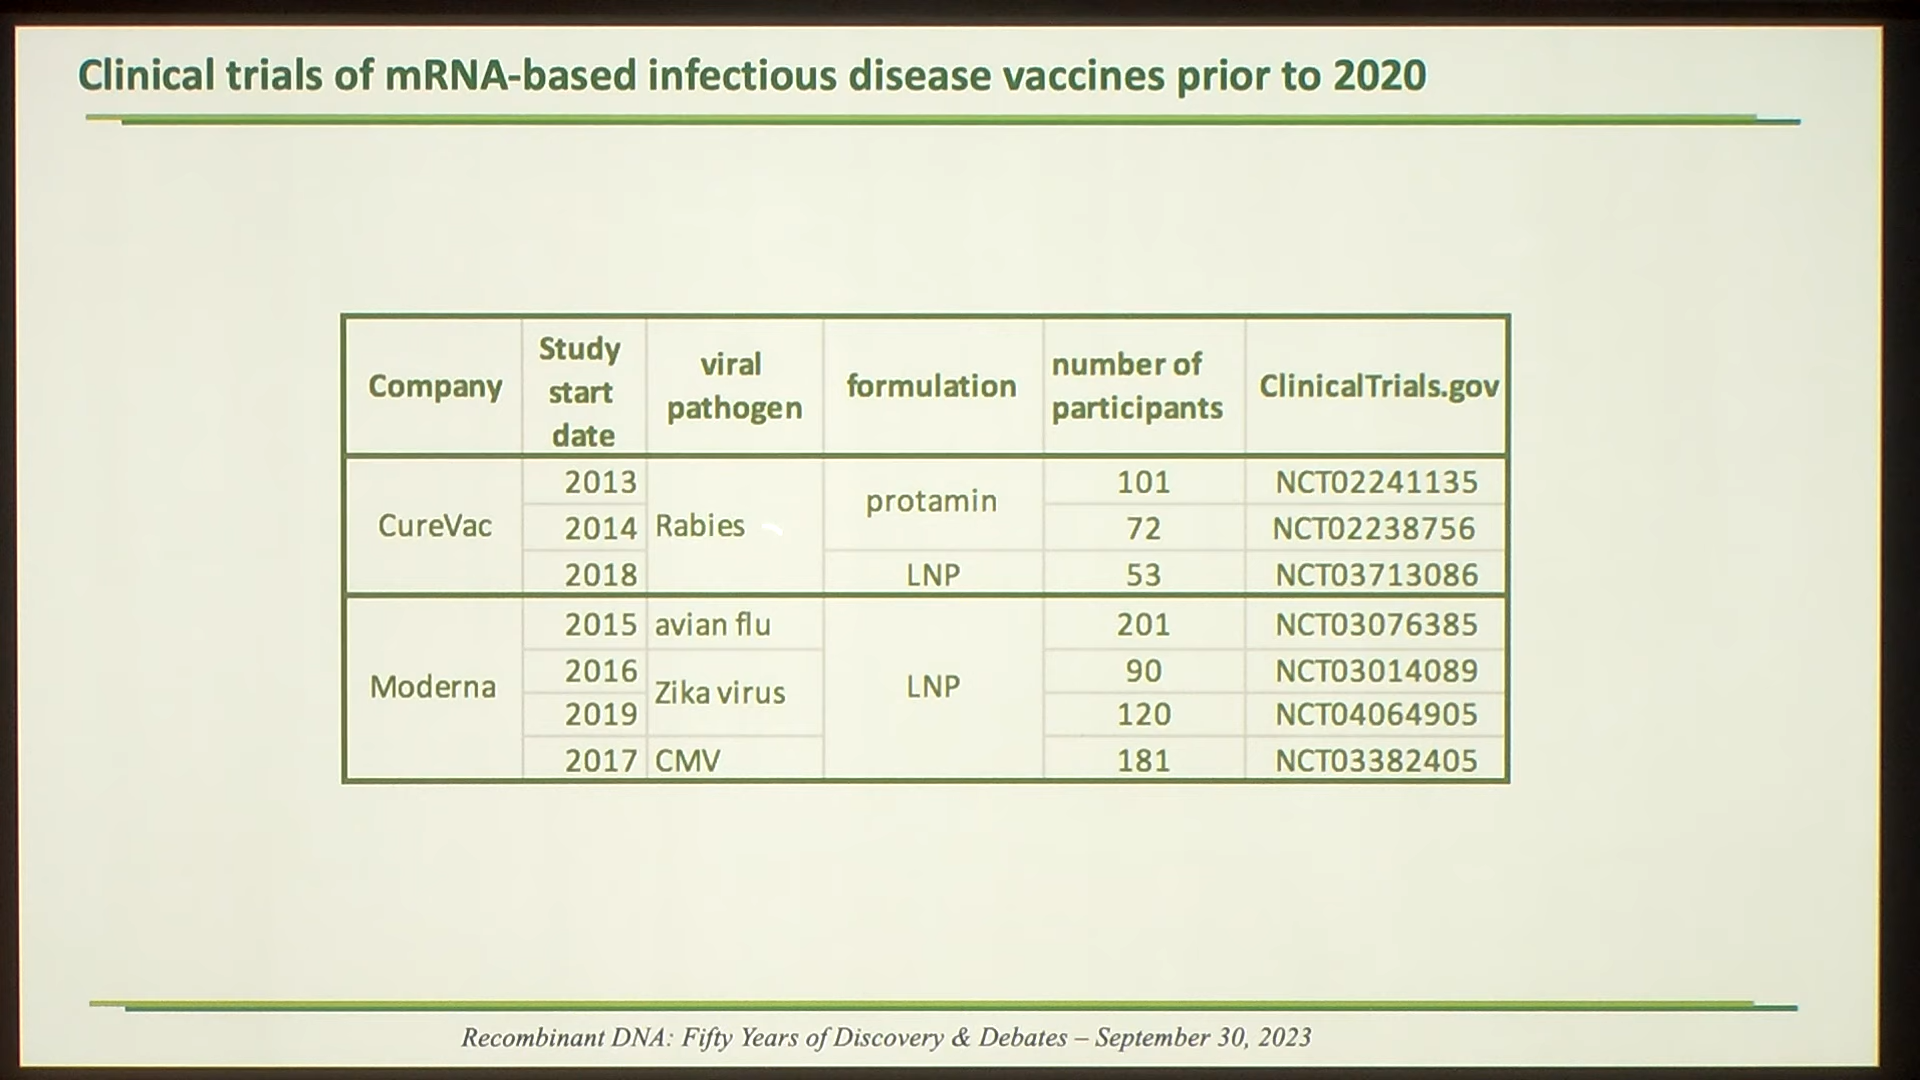 Clinical trials of mRNA-based infectious disease vaccines prior to 2020
Company
Study
start
date
viral
pathogen
formulation
number of
participants
ClinicalTrials.gov
CureVac
2013
Rabies
protamin
101
NCT02241135
2014
72
NCT02238756
2018
LNP
53
NCT03713086
Moderna
2015
avian flu
LNP
201
NCT03076385
2016
Zika virus
90
NCT03014089
2019
120
NCT04064905
2017
CMV
181
NCT03382405
Recombinant DNA: Fifty Years of Discovery & Debates – September 30, 2023